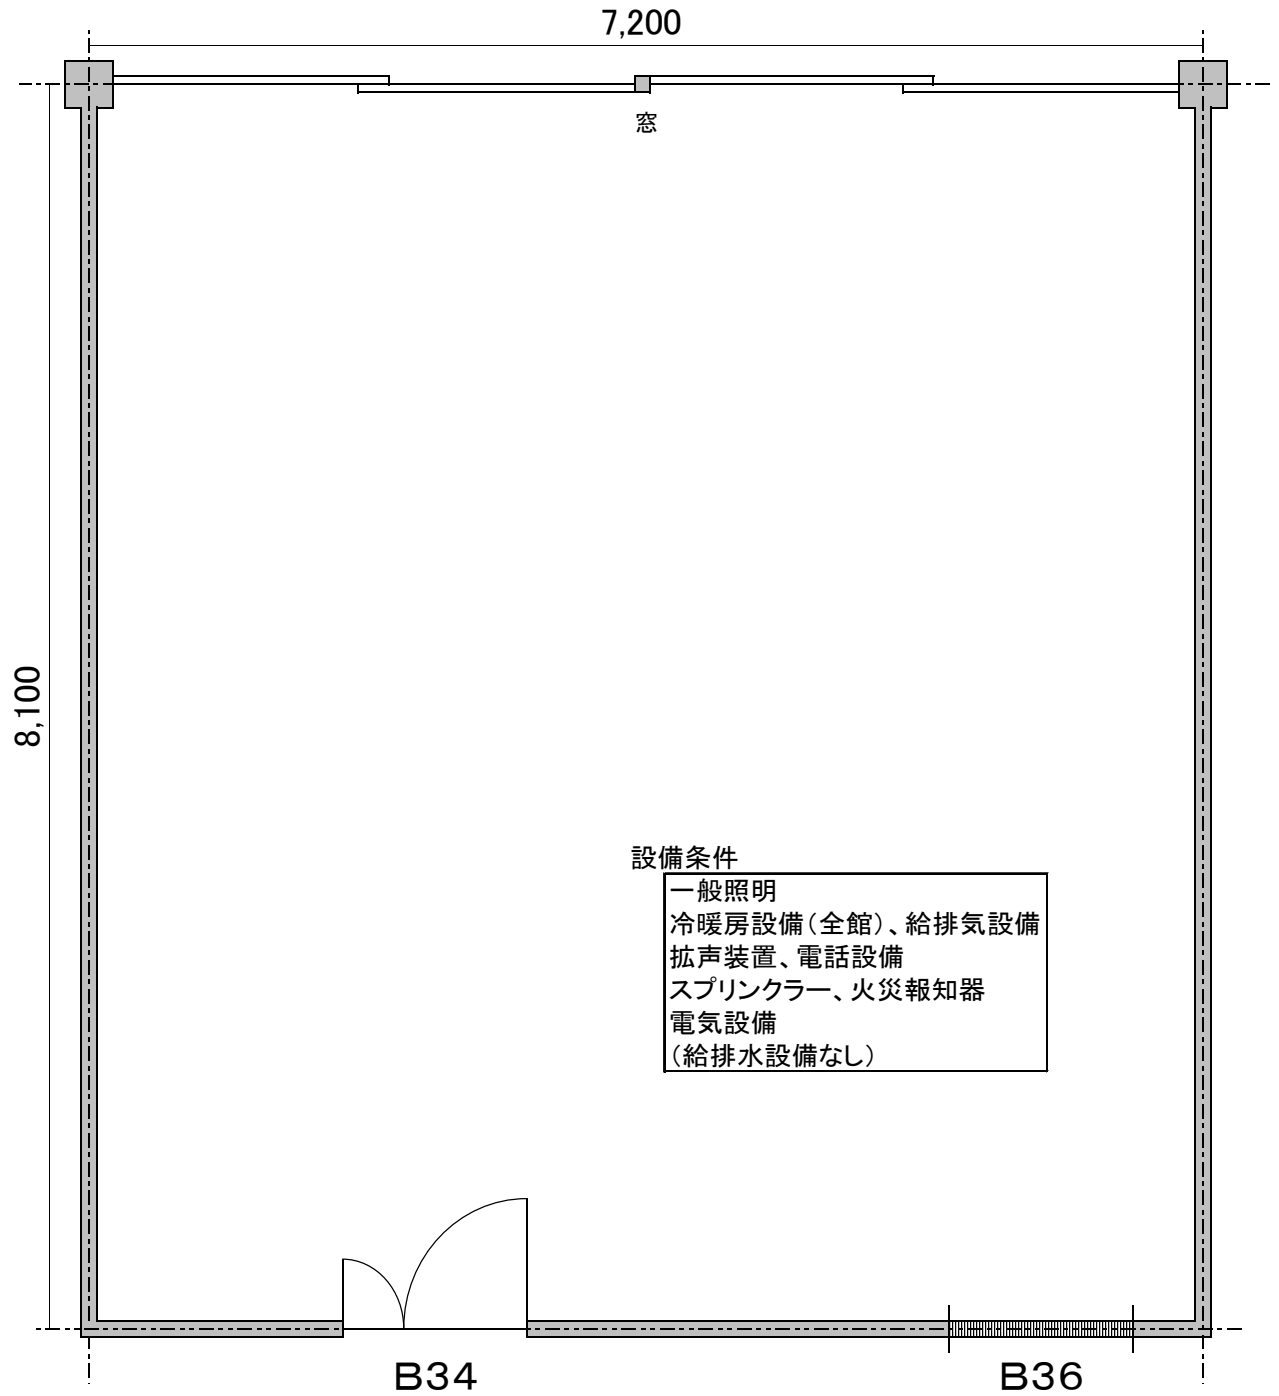 7,200
窓
8,100
設備条件
一般照明
冷暖房設備(全館)、給排気設備
拡声装置、電話設備
スプリンクラー、火災報知器
電気設備
(給排水設備なし)
B34
B36